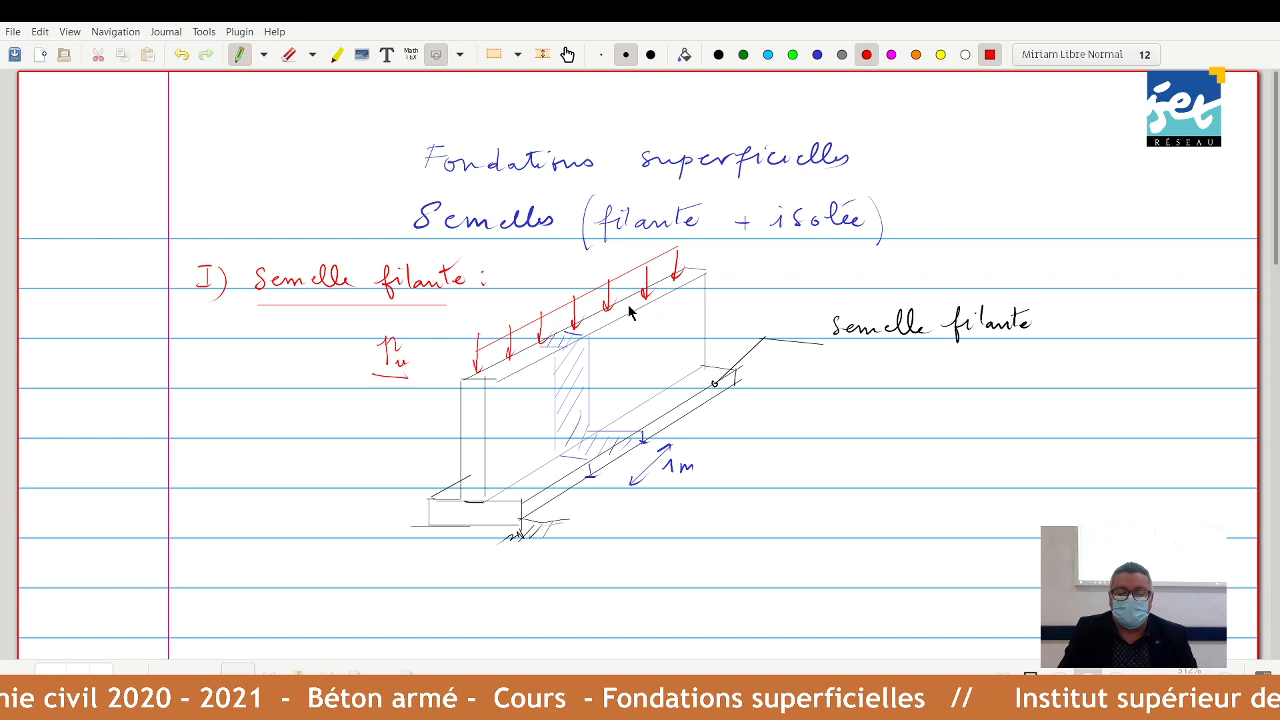 File Edit View Navigation Journal Tools Plugin Help
Miriam Libre Normal 12
iset
RÉSEAU
Fondations superficielles
Semelles (filante + isolée)
I) Semelle filante :
Pu
semelle filante
1m
nie civil 2020 - 2021 - Béton armé - Cours - Fondations superficielles // Institut supérieur de